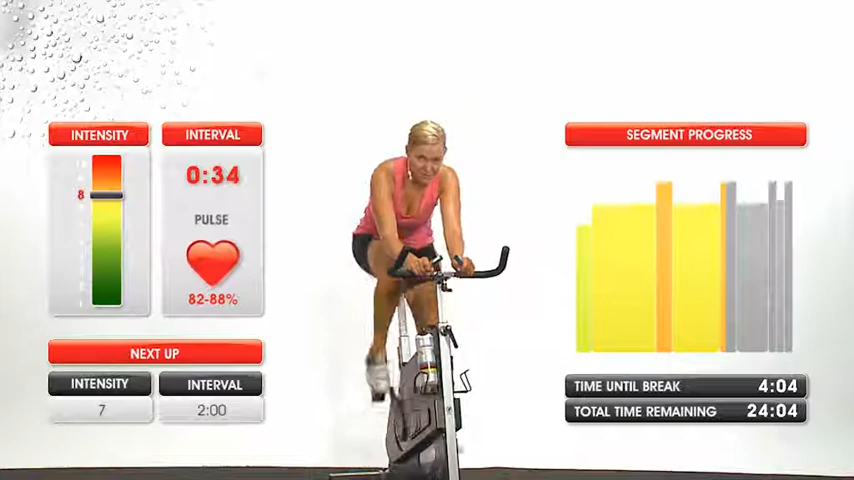 INTENSITY
8
INTERVAL
0:34
PULSE
82-88%
NEXT UP
INTENSITY
INTERVAL
7
2:00
SEGMENT PROGRESS
TIME UNTIL BREAK 4:04
TOTAL TIME REMAINING 24:04